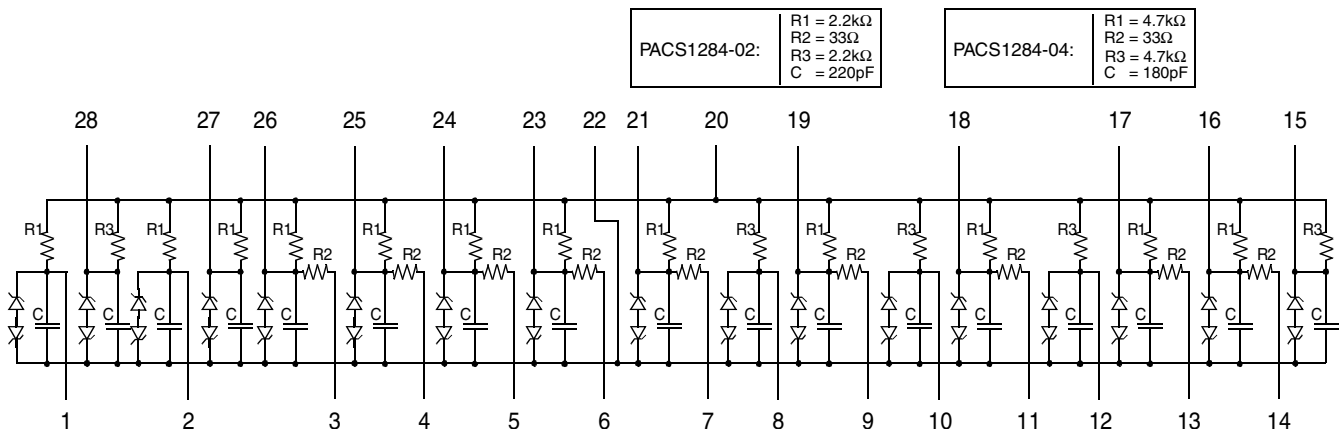 PACS1284-02:
R1 = 2.2kΩ
R2 = 33Ω
R3 = 2.2kΩ
C = 220pF
PACS1284-04:
R1 = 4.7kΩ
R2 = 33Ω
R3 = 4.7kΩ
C = 180pF
28 27 26 25 24 23 22 21 20 19 18 17 16 15
R1 R3 R1 R1 R1 R1 R1 R1 R1 R3 R1 R3 R1 R3 R1 R1 R3
R2 R2 R2 R2 R2 R2 R2 R2 R2
C C C C C C C C C C C C C C C C C
1 2 3 4 5 6 7 8 9 10 11 12 13 14